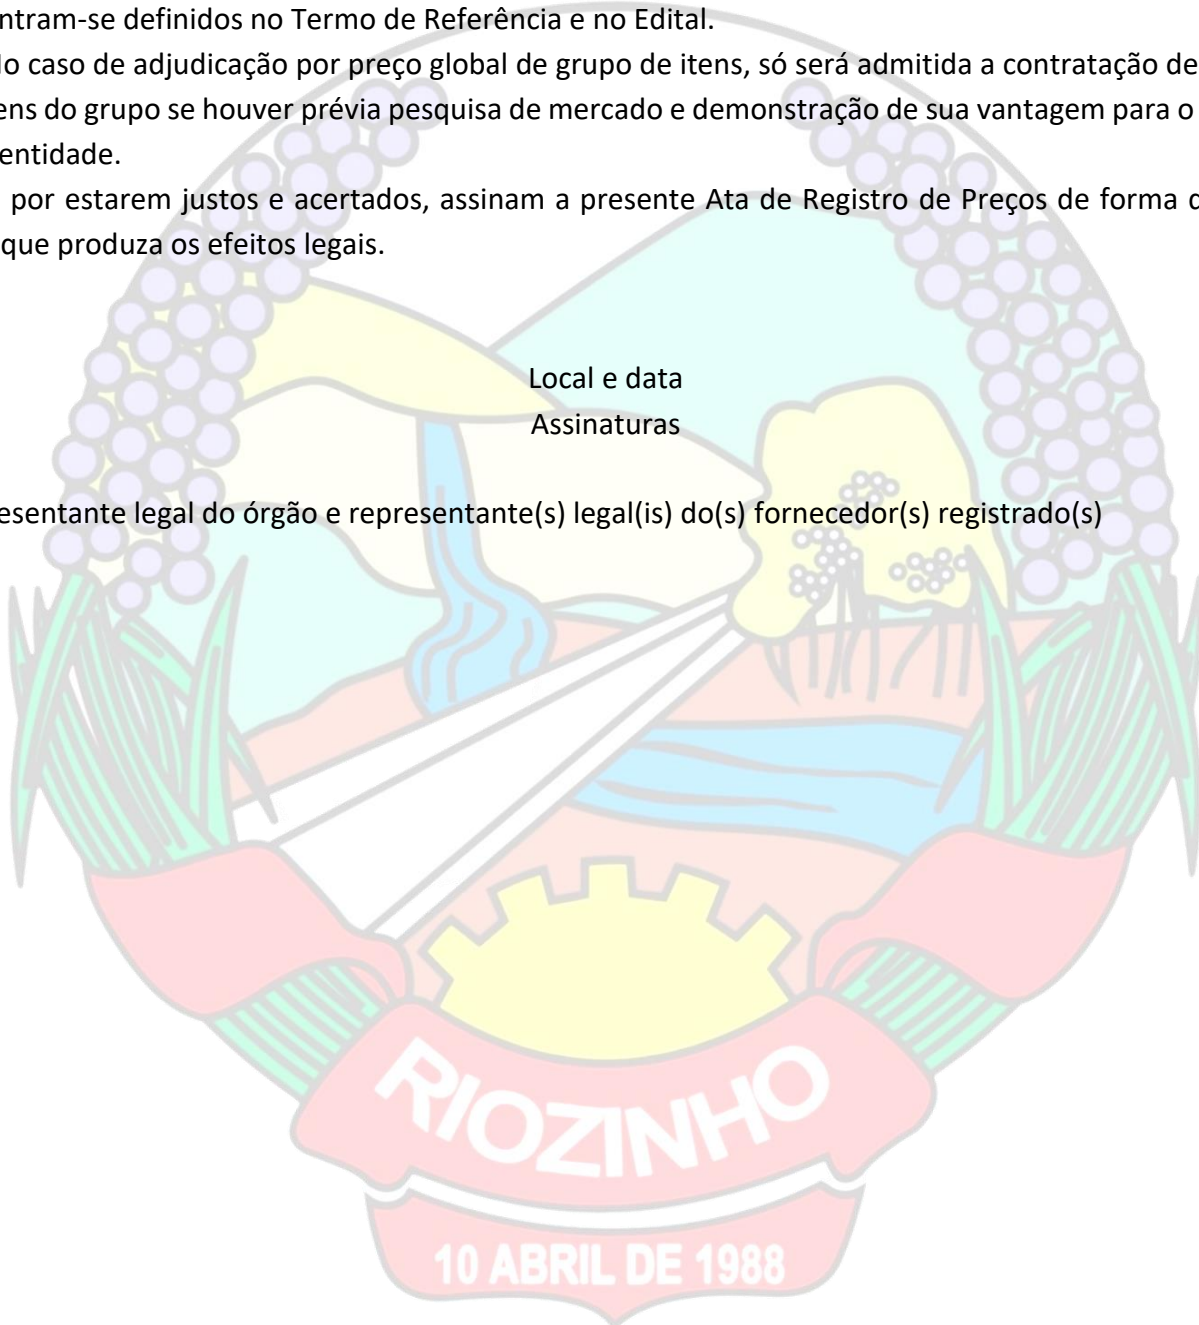 ntram-se definidos no Termo de Referência e no Edital.
o caso de adjudicação por preço global de grupo de itens, só será admitida a contratação de
ens do grupo se houver prévia pesquisa de mercado e demonstração de sua vantagem para o
entidade.
por estarem justos e acertados, assinam a presente Ata de Registro de Preços de forma
que produza os efeitos legais.
Local e data
Assinaturas
esentante legal do órgão e representante(s) legal(is) do(s) fornecedor(s) registrado(s)
RIOZINHO
10 ABRIL DE 1988